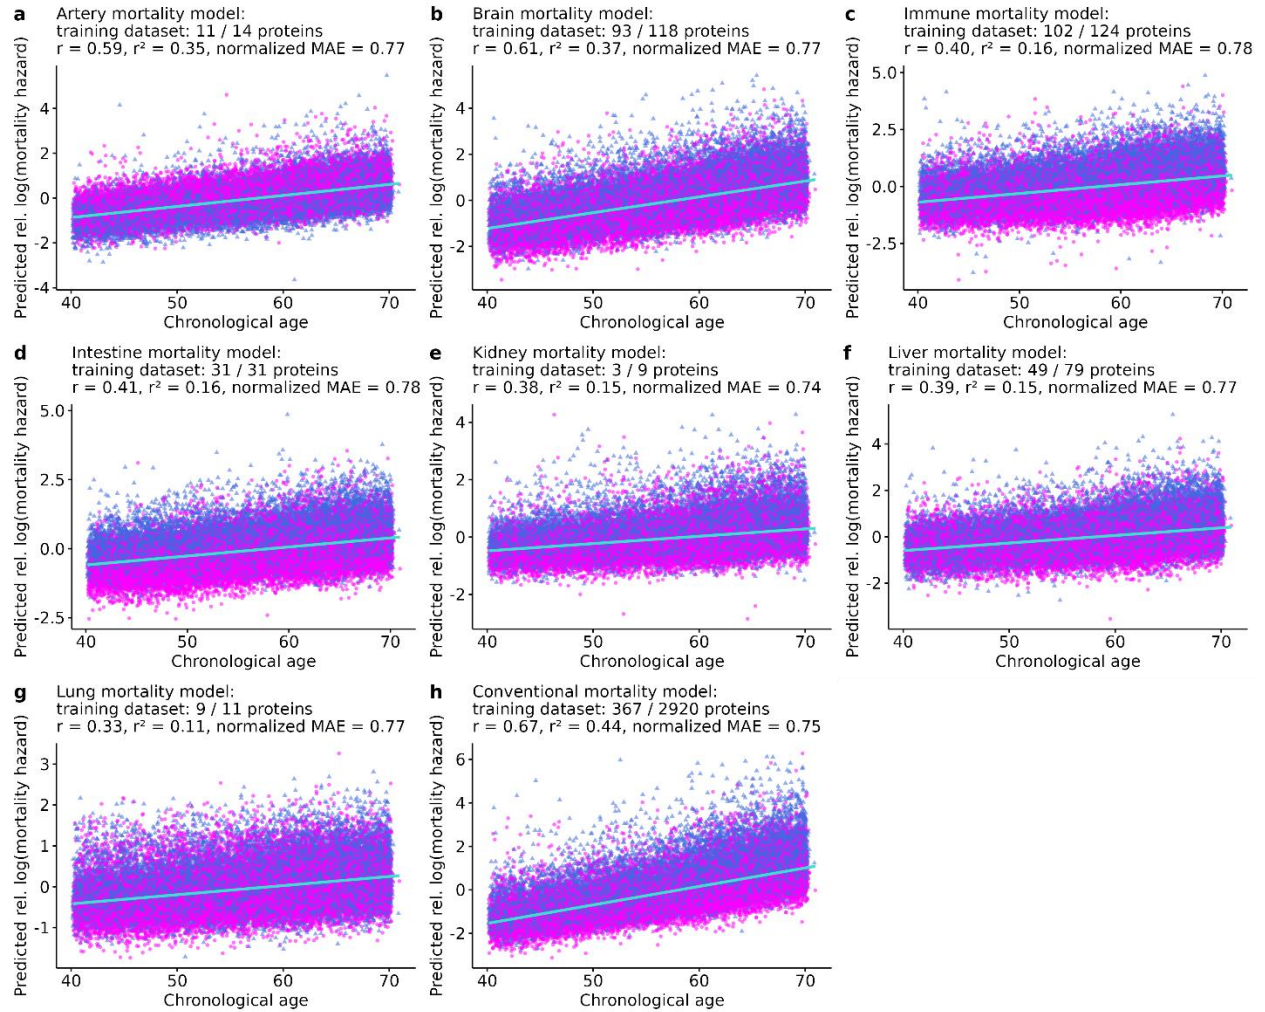 a Artery mortality model:
training dataset: 11 / 14 proteins
r = 0.59, r² = 0.35, normalized MAE = 0.77
Predicted rel. log(mortality hazard)
4
2
0
-2
-4
40 50 60 70
Chronological age
b Brain mortality model:
training dataset: 93 / 118 proteins
r = 0.61, r² = 0.37, normalized MAE = 0.77
Predicted rel. log(mortality hazard)
4
2
0
-2
40 50 60 70
Chronological age
c Immune mortality model:
training dataset: 102 / 124 proteins
r = 0.40, r² = 0.16, normalized MAE = 0.78
Predicted rel. log(mortality hazard)
5.0
2.5
0.0
-2.5
40 50 60 70
Chronological age
d Intestine mortality model:
training dataset: 31 / 31 proteins
r = 0.41, r² = 0.16, normalized MAE = 0.78
Predicted rel. log(mortality hazard)
5.0
2.5
0.0
-2.5
40 50 60 70
Chronological age
e Kidney mortality model:
training dataset: 3 / 9 proteins
r = 0.38, r² = 0.15, normalized MAE = 0.74
Predicted rel. log(mortality hazard)
4
2
0
-2
40 50 60 70
Chronological age
f Liver mortality model:
training dataset: 49 / 79 proteins
r = 0.39, r² = 0.15, normalized MAE = 0.77
Predicted rel. log(mortality hazard)
4
2
0
-2
40 50 60 70
Chronological age
g Lung mortality model:
training dataset: 9 / 11 proteins
r = 0.33, r² = 0.11, normalized MAE = 0.77
Predicted rel. log(mortality hazard)
3
2
1
0
-1
40 50 60 70
Chronological age
h Conventional mortality model:
training dataset: 367 / 2920 proteins
r = 0.67, r² = 0.44, normalized MAE = 0.75
Predicted rel. log(mortality hazard)
6
4
2
0
-2
40 50 60 70
Chronological age